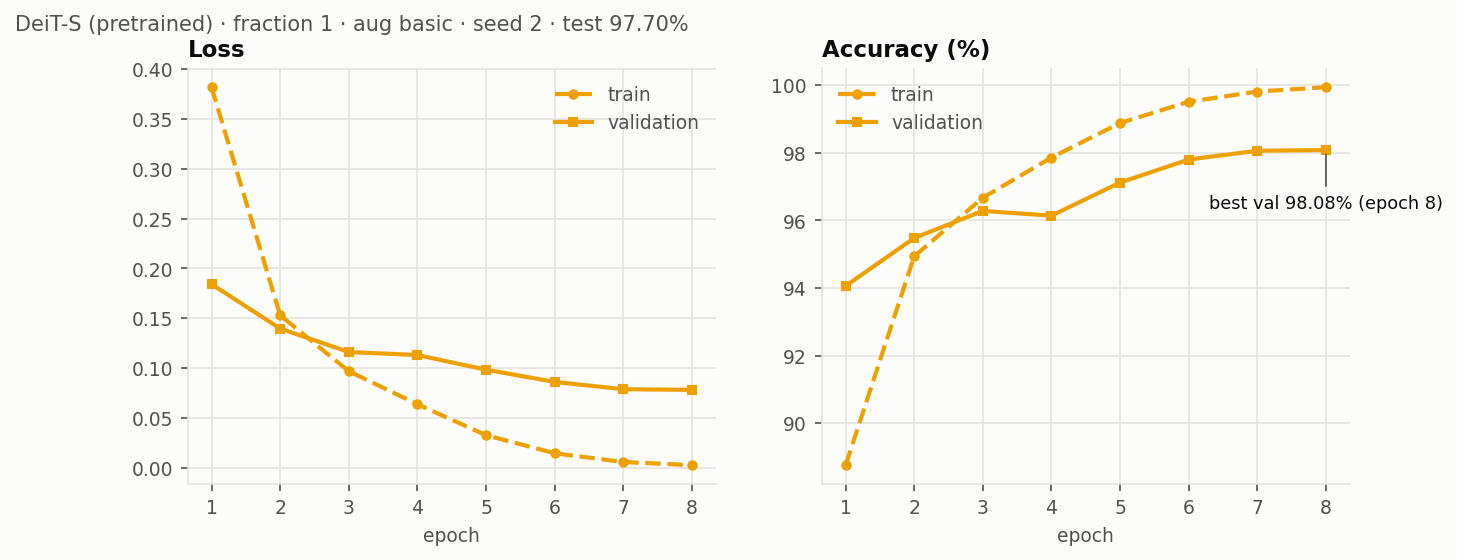 DeiT-S (pretrained) · fraction 1 · aug basic · seed 2 · test 97.70%
Loss
0.40
0.35
0.30
0.25
0.20
0.15
0.10
0.05
0.00
train
validation
1 2 3 4 5 6 7 8
epoch
Accuracy (%)
100
98
96
94
92
90
train
validation
best val 98.08% (epoch 8)
1 2 3 4 5 6 7 8
epoch